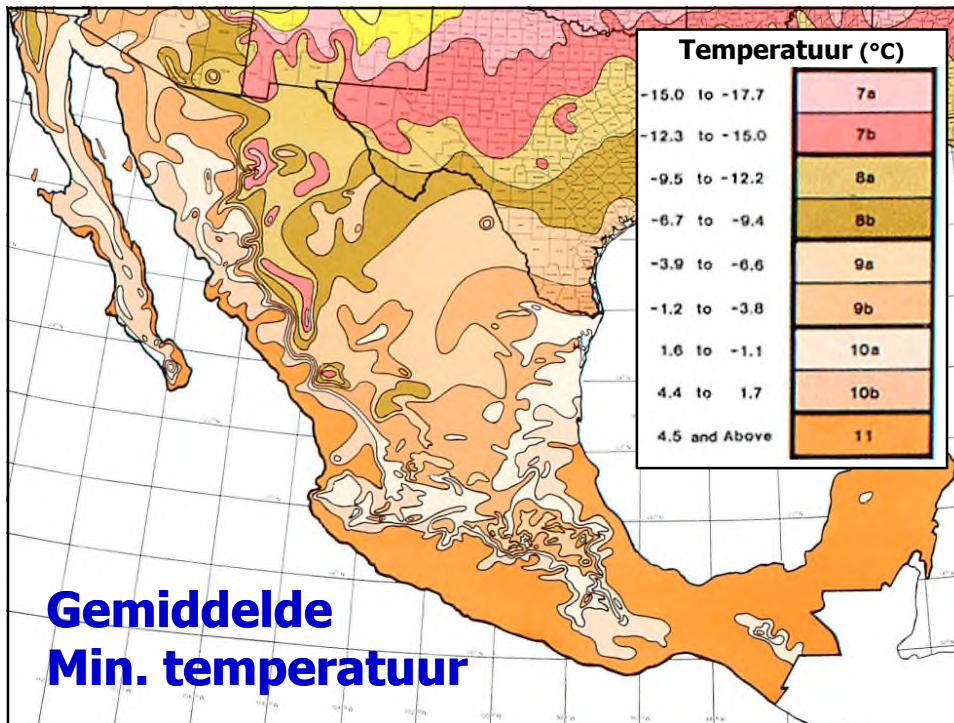 Temperatuur (°C)
-15.0 to -17.7 7a
-12.3 to -15.0 7b
-9.5 to -12.2 8a
-6.7 to -9.4 8b
-3.9 to -6.6 9a
-1.2 to -3.8 9b
1.6 to -1.1 10a
4.4 to 1.7 10b
4.5 and Above 11
Gemiddelde
Min. temperatuur